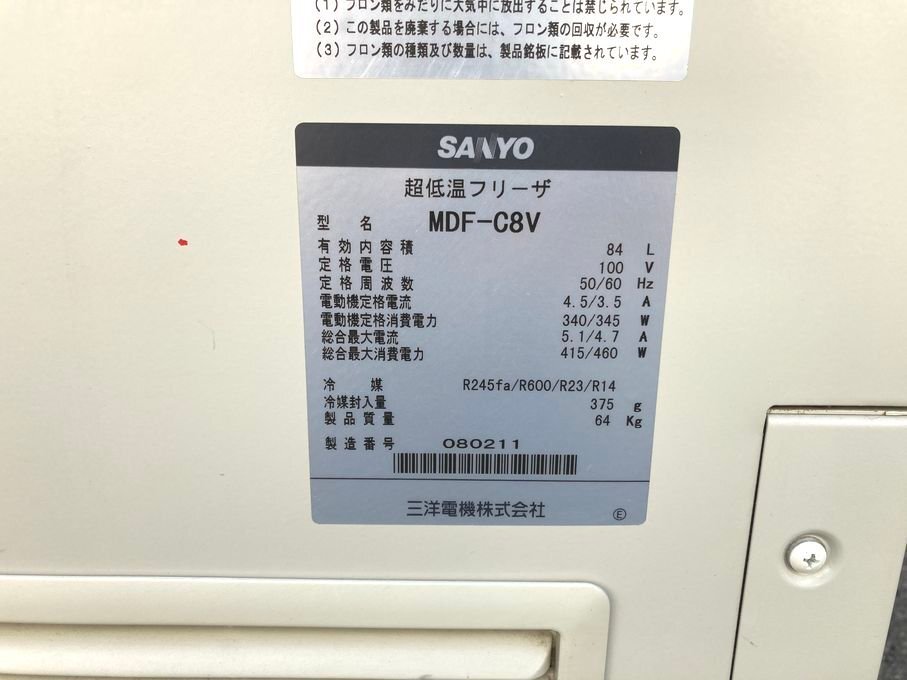 (1) フロン類をみだりに大気中に放出することは禁じられています。
(2) この製品を廃棄する場合には、フロン類の回収が必要です。
(3) フロン類の種類及び数量は、製品銘板に記載されています。
SANYO
超低温フリーザ
型 名 MDF-C8V
有効内容積 84 L
定格電圧 100 V
定格周波数 50/60 Hz
電動機定格電流 4.5/3.5 A
電動機定格消費電力 340/345 W
総合最大電流 5.1/4.7 A
総合最大消費電力 415/460 W
冷 媒 R245fa/R600/R23/R14
冷媒封入量 375 g
製品質量 64 Kg
製造番号 080211
三洋電機株式会社 Ⓔ